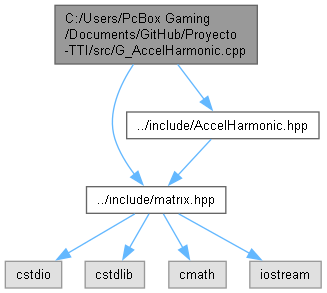 C:/Users/PcBox Gaming
/Documents/GitHub/Proyecto
-TTI/src/G_AccelHarmonic.cpp
../include/AccelHarmonic.hpp
../include/matrix.hpp
cstdio
cstdlib
cmath
iostream